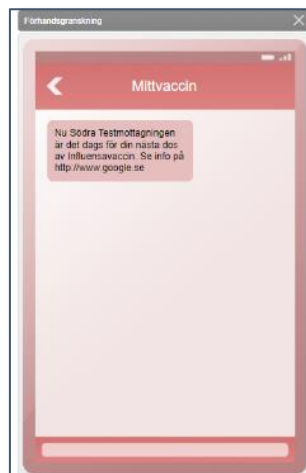 Förhandsgranskning
Mittvaccin
Nu Södra Testmottagningen
är det dags för din nästa dos
av Influensavaccin. Se info på
http://www.google.se